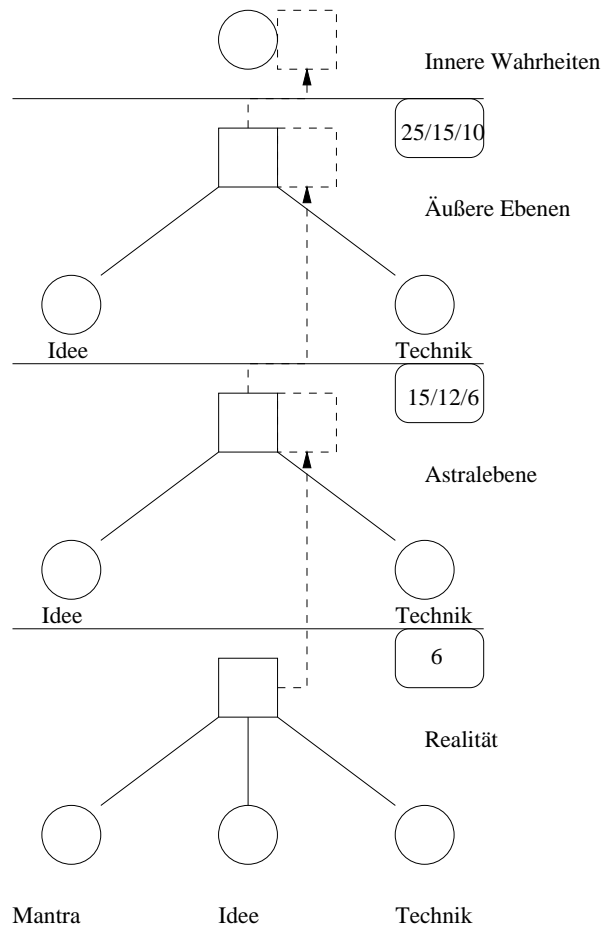 Innere Wahrheiten
25/15/10
Äußere Ebenen
Idee
Technik
15/12/6
Astralebene
Idee
Technik
6
Realität
Mantra
Idee
Technik